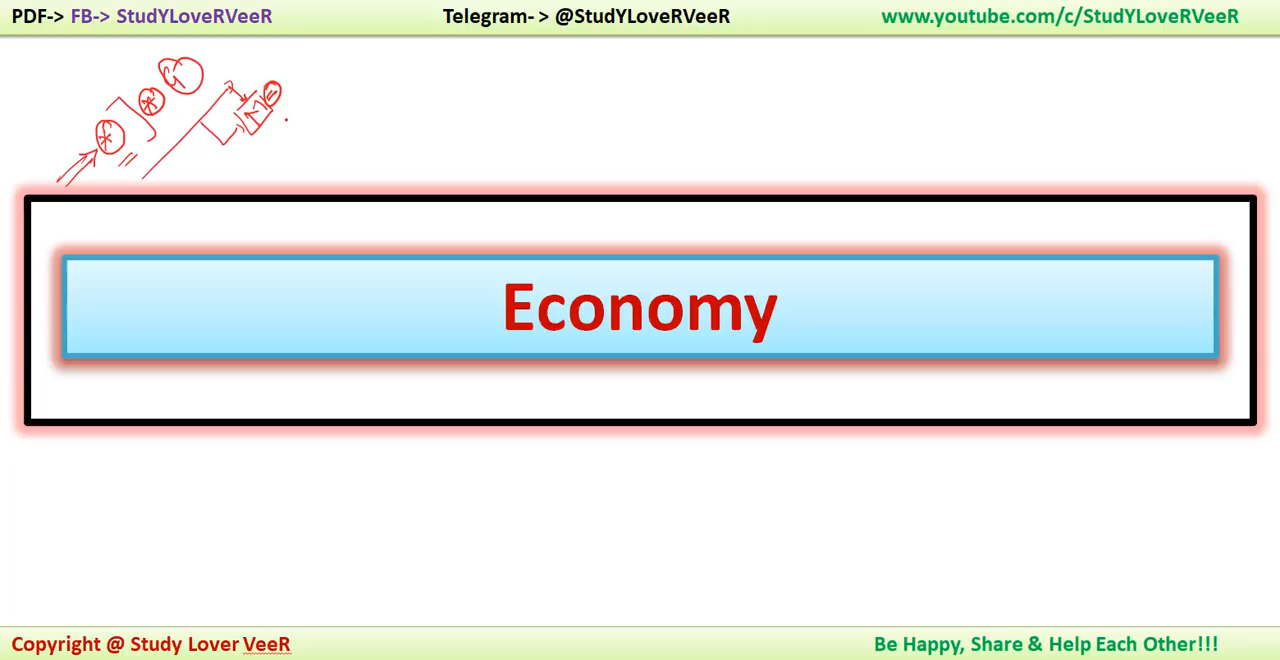 PDF-> FB-> StudYLoveRVeeR Telegram- > @StudYLoveRVeeR www.youtube.com/c/StudYLoveRVeeR
Economy
Copyright @ Study Lover VeeR Be Happy, Share & Help Each Other!!!